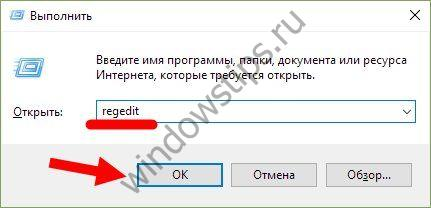 Выполнить
Введите имя программы, папки, документа или ресурса
Интернета, которые требуется открыть.
Открыть: regedit
OK Отмена Обзор...
windowstips.ru